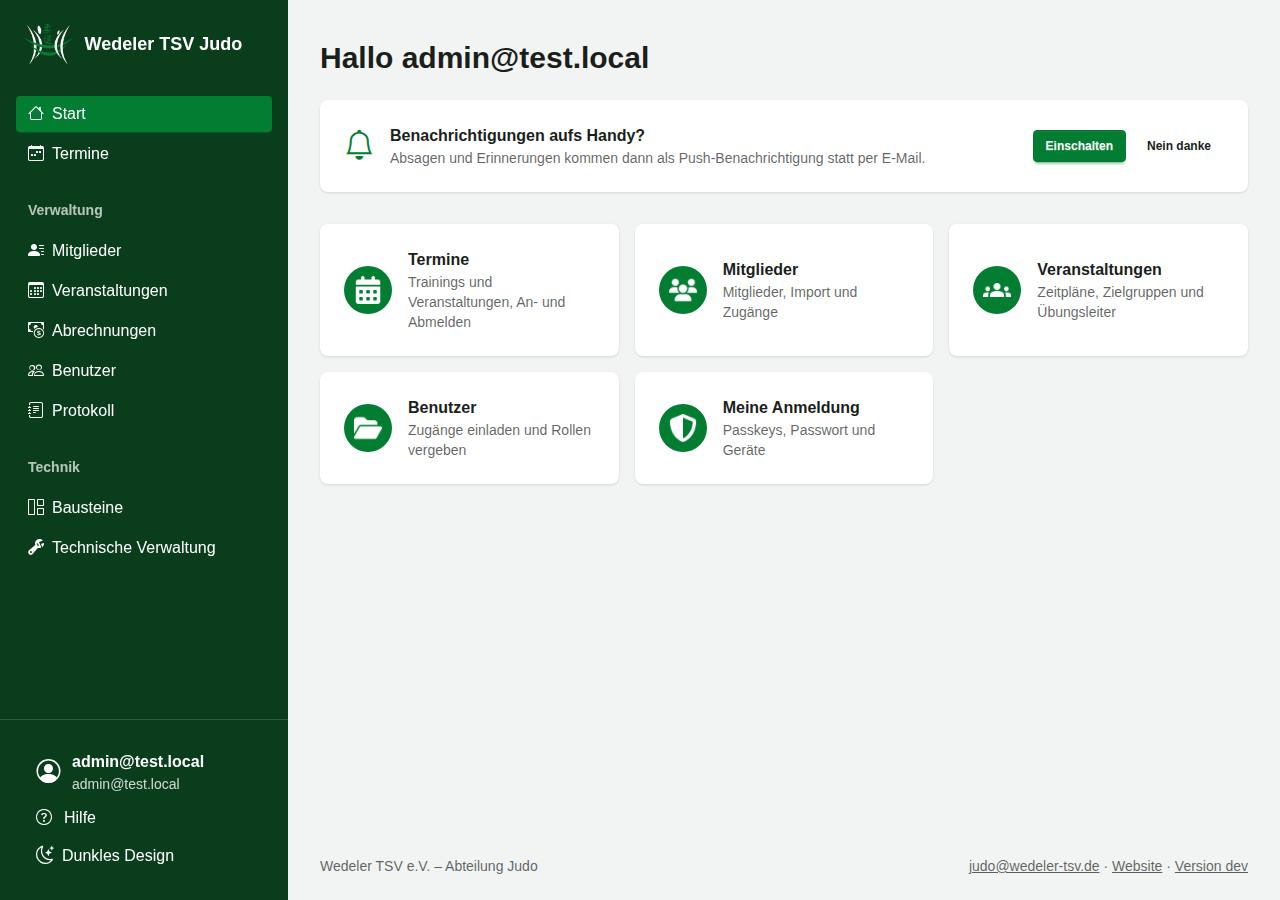 Wedeler TSV Judo
Start
Termine
Verwaltung
Mitglieder
Veranstaltungen
Abrechnungen
Benutzer
Protokoll
Technik
Bausteine
Technische Verwaltung
admin@test.local
admin@test.local
Hilfe
Dunkles Design
Hallo admin@test.local
Benachrichtigungen aufs Handy?
Absagen und Erinnerungen kommen dann als Push-Benachrichtigung statt per E-Mail.
Einschalten
Nein danke
Termine
Trainings und
Veranstaltungen, An- und
Abmelden
Mitglieder
Mitglieder, Import und
Zugänge
Veranstaltungen
Zeitpläne, Zielgruppen und
Übungsleiter
Benutzer
Zugänge einladen und Rollen
vergeben
Meine Anmeldung
Passkeys, Passwort und
Geräte
Wedeler TSV e.V. – Abteilung Judo
judo@wedeler-tsv.de · Website · Version dev